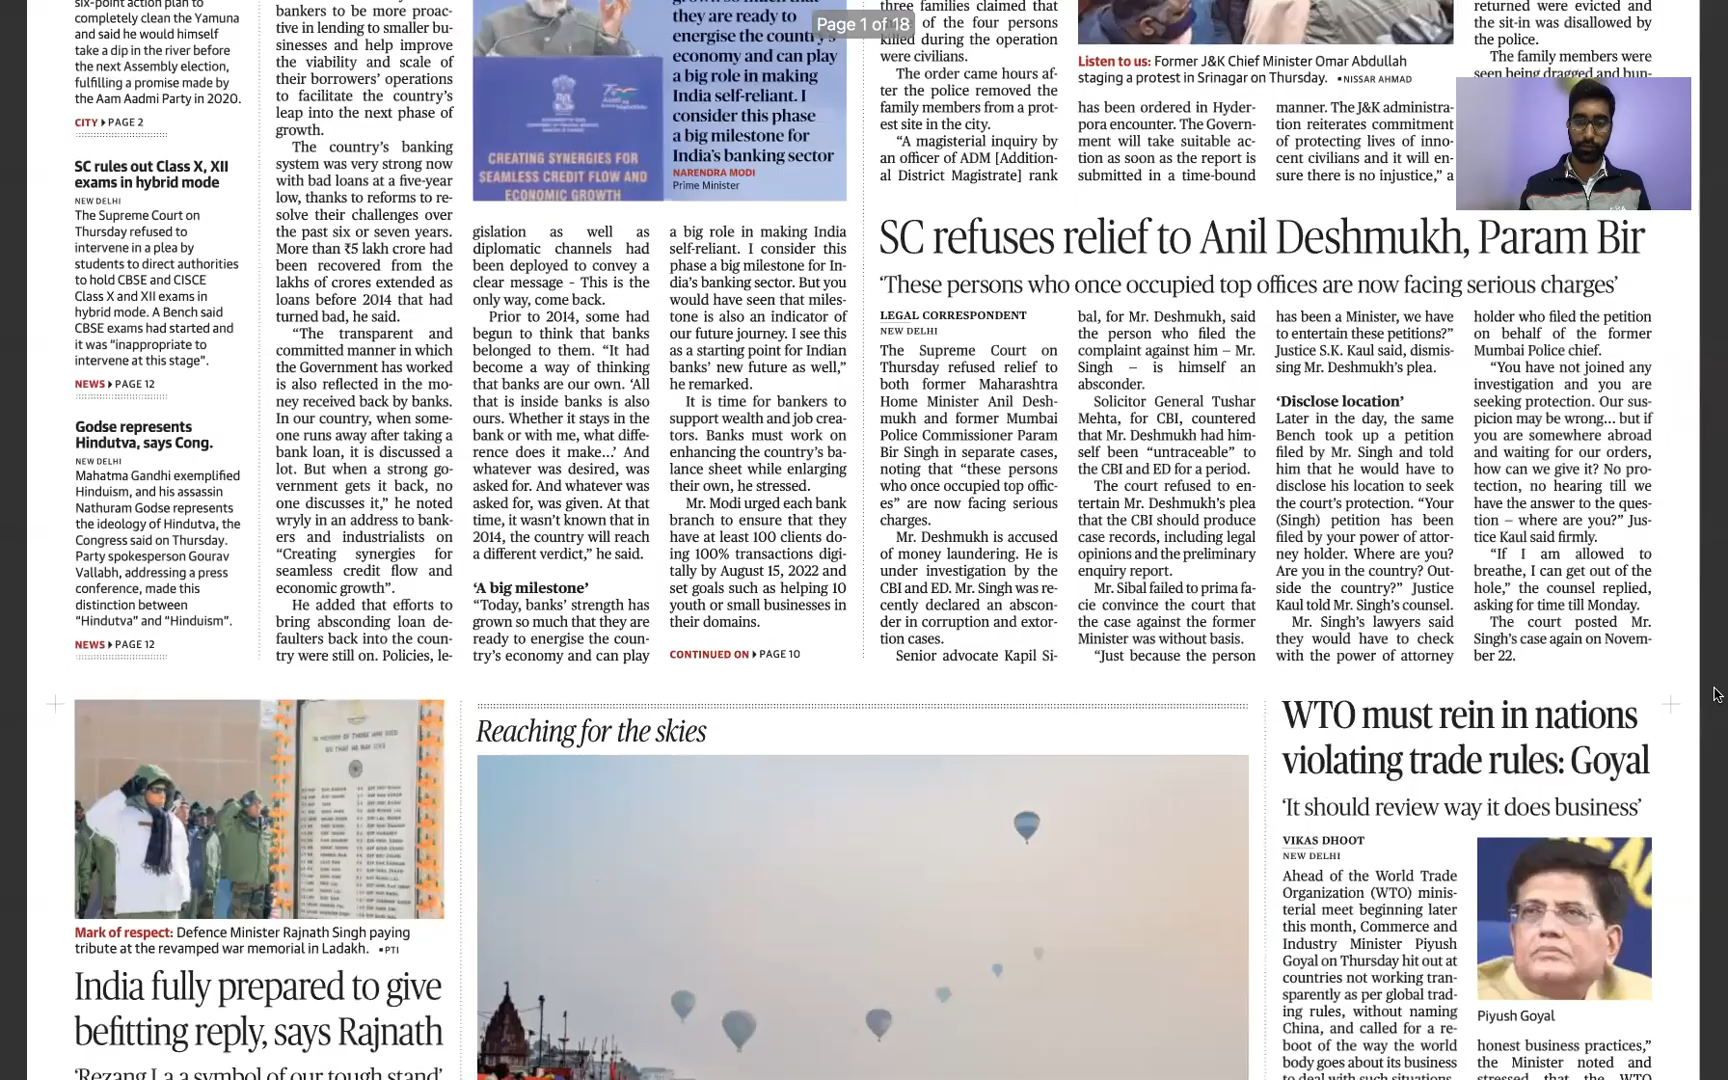 six-point action plan to
completely clean the Yamuna
and said he would himself
take a dip in the river before
the next Assembly election,
fulfilling a promise made by
the Aam Aadmi Party in 2020.
CITY PAGE 2
SC rules out Class X, XII
exams in hybrid mode
NEW DELHI
The Supreme Court on
Thursday refused to
intervene in a plea by
students to direct authorities
to hold CBSE and CISCE
Class X and XII exams in
hybrid mode. A Bench said
CBSE exams had started and
it was “inappropriate to
intervene at this stage”.
NEWS PAGE 12
Godse represents
Hindutva, says Cong.
NEW DELHI
Mahatma Gandhi exemplified
Hinduism, and his assassin
Nathuram Godse represents
the ideology of Hindutva, the
Congress said on Thursday.
Party spokesperson Gourav
Vallabh, addressing a press
conference, made this
distinction between
“Hindutva” and “Hinduism”.
NEWS PAGE 12
bankers to be more proac-
tive in lending to smaller bu-
sinesses and help improve
the viability and scale of
their borrowers’ operations
to facilitate the country’s
leap into the next phase of
growth.
The country’s banking
system was very strong now
with bad loans at a five-year
low, thanks to reforms to re-
solve their challenges over
the past six or seven years.
More than ₹5 lakh crore had
been recovered from the
lakhs of crores extended as
loans before 2014 that had
turned bad, he said.
“The transparent and
committed manner in which
the Government has worked
is also reflected in the mo-
ney received back by banks.
In our country, when some-
one runs away after taking a
bank loan, it is discussed a
lot. But when a strong go-
vernment gets it back, no
one discusses it,” he noted
wryly in an address to bank-
ers and industrialists on
“Creating synergies for
seamless credit flow and
economic growth”.
He added that efforts to
bring absconding loan de-
faulters back into the coun-
try were still on. Policies, le-
CREATING SYNERGIES FOR
SEAMLESS CREDIT FLOW AND
ECONOMIC GROWTH
they are ready to
energise the country’s
economy and can play
a big role in making
India self-reliant. I
consider this phase
a big milestone for
India’s banking sector
NARENDRA MODI
Prime Minister
gislation as well as
diplomatic channels had
been deployed to convey a
clear message - This is the
only way, come back.
Prior to 2014, some had
begun to think that banks
belonged to them. “It had
become a way of thinking
that banks are our own. ‘All
that is inside banks is also
ours. Whether it stays in the
bank or with me, what diffe-
rence does it make...’ And
whatever was desired, was
asked for. And whatever was
asked for, was given. At that
time, it wasn’t known that in
2014, the country will reach
a different verdict,” he said.
‘A big milestone’
“Today, banks’ strength has
grown so much that they are
ready to energise the coun-
try’s economy and can play
a big role in making India
self-reliant. I consider this
phase a big milestone for In-
dia’s banking sector. But you
would have seen that miles-
tone is also an indicator of
our future journey. I see this
as a starting point for Indian
banks’ new future as well,”
he remarked.
It is time for bankers to
support wealth and job crea-
tors. Banks must work on
enhancing the country’s ba-
lance sheet while enlarging
their own, he stressed.
Mr. Modi urged each bank
branch to ensure that they
have at least 100 clients do-
ing 100% transactions digi-
tally by August 15, 2022 and
set goals such as helping 10
youth or small businesses in
their domains.
CONTINUED ON PAGE 10
Page 1 of 18
three families claimed that
of the four persons
killed during the operation
were civilians.
The order came hours af-
ter the police removed the
family members from a prot-
est site in the city.
“A magisterial inquiry by
an officer of ADM [Addition-
al District Magistrate] rank
Listen to us: Former J&K Chief Minister Omar Abdullah
staging a protest in Srinagar on Thursday. NISSAR AHMAD
has been ordered in Hyder-
pora encounter. The Govern-
ment will take suitable ac-
tion as soon as the report is
submitted in a time-bound
manner. The J&K administra-
tion reiterates commitment
of protecting lives of inno-
cent civilians and it will en-
sure there is no injustice,” a
returned were evicted and
the sit-in was disallowed by
the police.
The family members were
seen being dragged and bun-
SC refuses relief to Anil Deshmukh, Param Bir
‘These persons who once occupied top offices are now facing serious charges’
LEGAL CORRESPONDENT
NEW DELHI
The Supreme Court on
Thursday refused relief to
both former Maharashtra
Home Minister Anil Desh-
mukh and former Mumbai
Police Commissioner Param
Bir Singh in separate cases,
noting that “these persons
who once occupied top offic-
es” are now facing serious
charges.
Mr. Deshmukh is accused
of money laundering. He is
under investigation by the
CBI and ED. Mr. Singh was re-
cently declared an abscon-
der in corruption and extor-
tion cases.
Senior advocate Kapil Si-
bal, for Mr. Deshmukh, said
the person who filed the
complaint against him – Mr.
Singh – is himself an
absconder.
Solicitor General Tushar
Mehta, for CBI, countered
that Mr. Deshmukh had him-
self been “untraceable” to
the CBI and ED for a period.
The court refused to en-
tertain Mr. Deshmukh’s plea
that the CBI should produce
case records, including legal
opinions and the preliminary
enquiry report.
Mr. Sibal failed to prima fa-
cie convince the court that
the case against the former
Minister was without basis.
“Just because the person
has been a Minister, we have
to entertain these petitions?”
Justice S.K. Kaul said, dismis-
sing Mr. Deshmukh’s plea.
‘Disclose location’
Later in the day, the same
Bench took up a petition
filed by Mr. Singh and told
him that he would have to
disclose his location to seek
the court’s protection. “Your
(Singh) petition has been
filed by your power of attor-
ney holder. Where are you?
Are you in the country? Out-
side the country?” Justice
Kaul told Mr. Singh’s counsel.
Mr. Singh’s lawyers said
they would have to check
with the power of attorney
holder who filed the petition
on behalf of the former
Mumbai Police chief.
“You have not joined any
investigation and you are
seeking protection. Our sus-
picion may be wrong... but if
you are somewhere abroad
and waiting for our orders,
how can we give it? No pro-
tection, no hearing till we
have the answer to the ques-
tion – where are you?” Jus-
tice Kaul said firmly.
“If I am allowed to
breathe, I can get out of the
hole,” the counsel replied,
asking for time till Monday.
The court posted Mr.
Singh’s case again on Novem-
ber 22.
Mark of respect: Defence Minister Rajnath Singh paying
tribute at the revamped war memorial in Ladakh. PTI
India fully prepared to give
befitting reply, says Rajnath
‘Rezang La a symbol of our tough stand’
Reaching for the skies
WTO must rein in nations
violating trade rules: Goyal
‘It should review way it does business’
VIKAS DHOOT
NEW DELHI
Ahead of the World Trade
Organization (WTO) minis-
terial meet beginning later
this month, Commerce and
Industry Minister Piyush
Goyal on Thursday hit out at
countries not working tran-
sparently as per global trad-
ing rules, without naming
China, and called for a re-
boot of the way the world
body goes about its business
to deal with such situations.
Piyush Goyal
honest business practices,”
the Minister noted and
stressed that the WTO